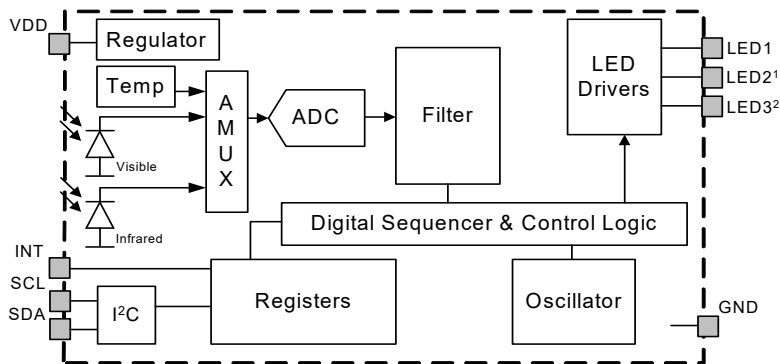 VDD
Regulator
LED1
LED2¹
LED3²
LED
Drivers
Temp
AMUX
ADC
Filter
Visible
Infrared
Digital Sequencer & Control Logic
INT
SCL
SDA
I²C
Registers
Oscillator
GND